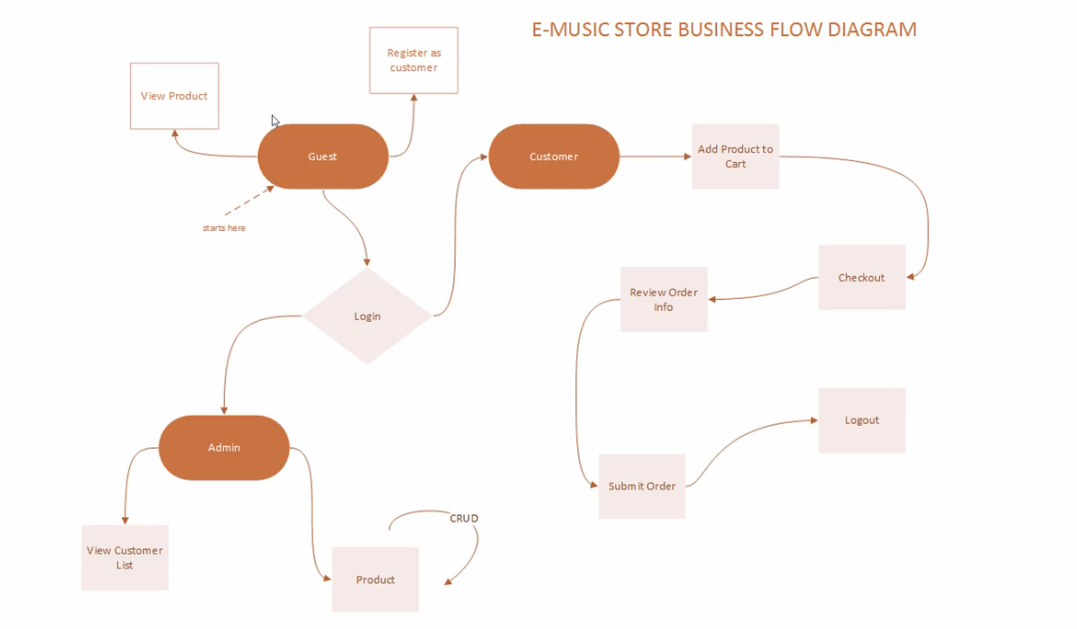 E-MUSIC STORE BUSINESS FLOW DIAGRAM
Register as
customer
View Product
Guest
Customer
Add Product to
Cart
starts here
Login
Review Order
Info
Checkout
Admin
Logout
Submit Order
CRUD
View Customer
List
Product